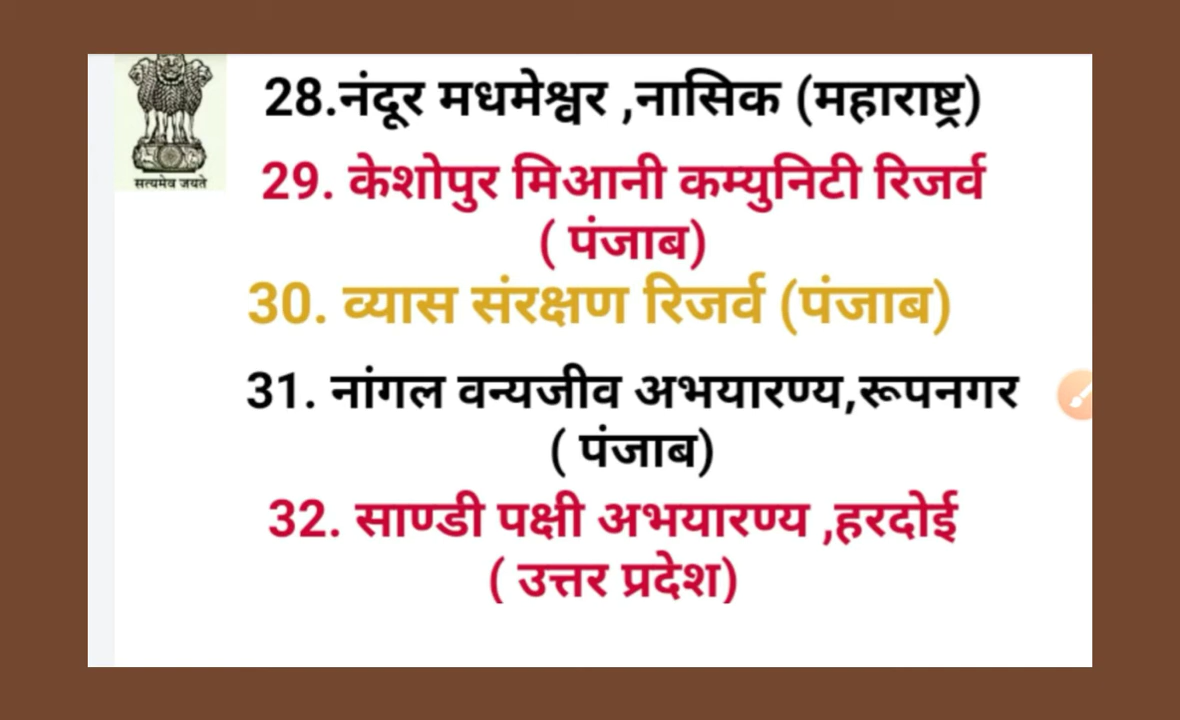 सत्यमेव जयते
28.नंदूर मधमेश्वर ,नासिक (महाराष्ट्र)
29. केशोपुर मिआनी कम्युनिटी रिजर्व
( पंजाब)
30. व्यास संरक्षण रिजर्व (पंजाब)
31. नांगल वन्यजीव अभयारण्य,रूपनगर
( पंजाब)
32. साण्डी पक्षी अभयारण्य ,हरदोई
( उत्तर प्रदेश)